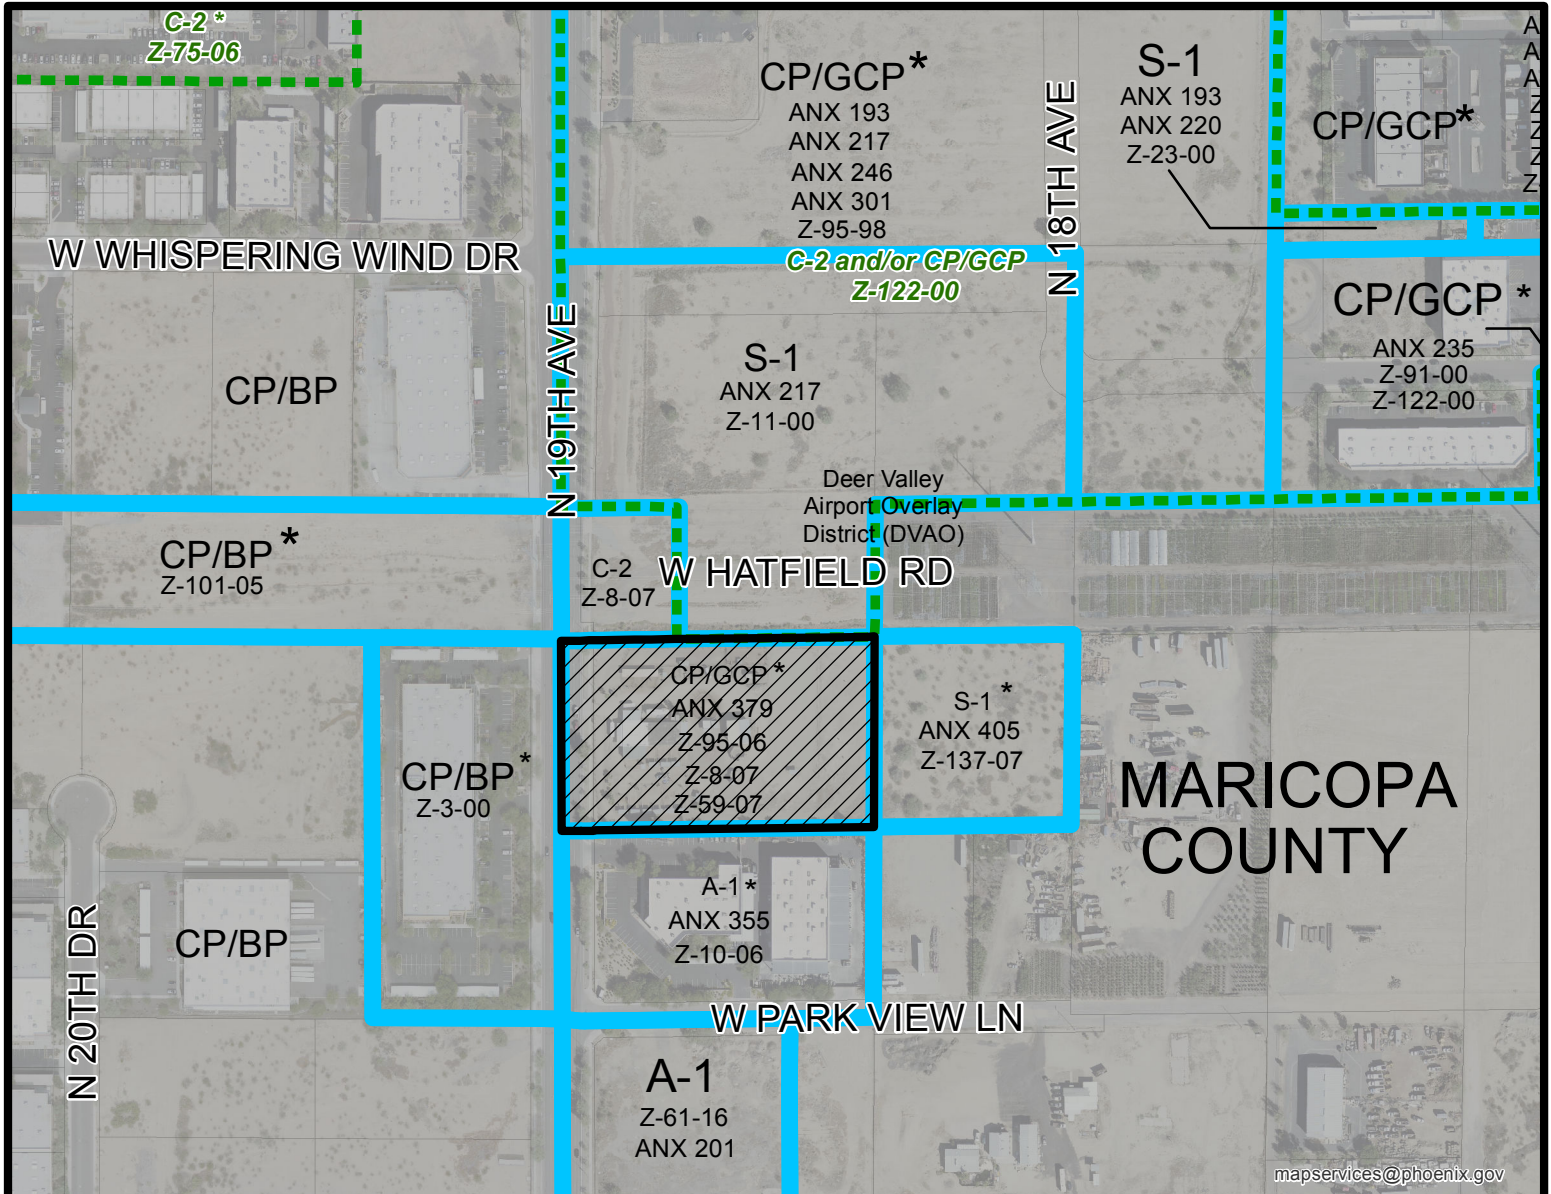 C-2 *
Z-75-06
CP/GCP*
ANX 193
ANX 217
ANX 246
ANX 301
Z-95-98
N 18TH AVE
S-1
ANX 193
ANX 220
Z-23-00
CP/GCP*
A
A
A
Z
Z
Z
Z
W WHISPERING WIND DR
C-2 and/or CP/GCP
Z-122-00
CP/GCP *
ANX 235
Z-91-00
Z-122-00
N 19TH AVE
CP/BP
S-1
ANX 217
Z-11-00
Deer Valley
Airport Overlay
District (DVAO)
CP/BP*
Z-101-05
C-2
Z-8-07
W HATFIELD RD
CP/GCP *
ANX 379
Z-95-06
Z-8-07
Z-59-07
S-1 *
ANX 405
Z-137-07
CP/BP*
Z-3-00
MARICOPA
COUNTY
A-1*
ANX 355
Z-10-06
N 20TH DR
CP/BP
W PARK VIEW LN
A-1
Z-61-16
ANX 201
mapservices@phoenix.gov